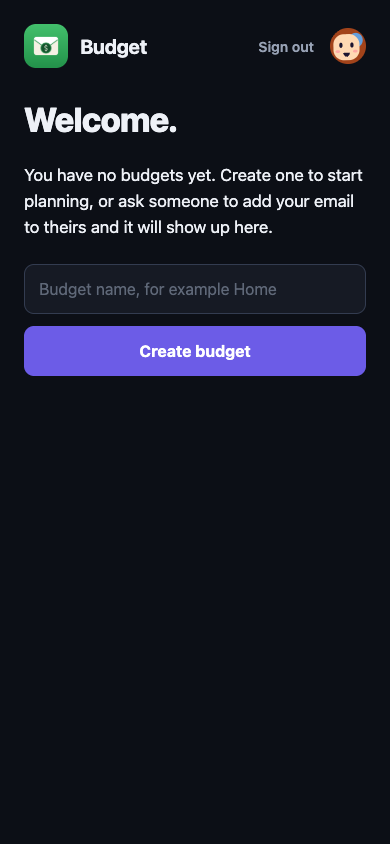 Budget
Sign out
Welcome.
You have no budgets yet. Create one to start
planning, or ask someone to add your email
to theirs and it will show up here.
Budget name, for example Home
Create budget